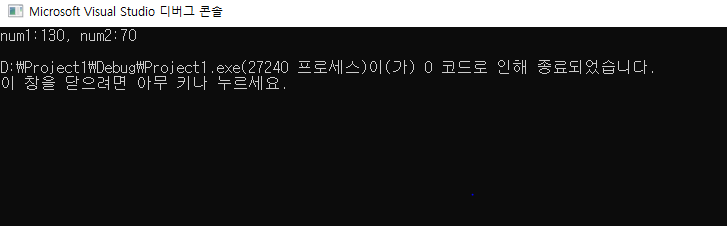 Microsoft Visual Studio 디버그 콘솔
num1:130, num2:70
D:₩Project1₩Debug₩Project1.exe(27240 프로세스)이(가) 0 코드로 인해 종료되었습니다.
이 창을 닫으려면 아무 키나 누르세요.